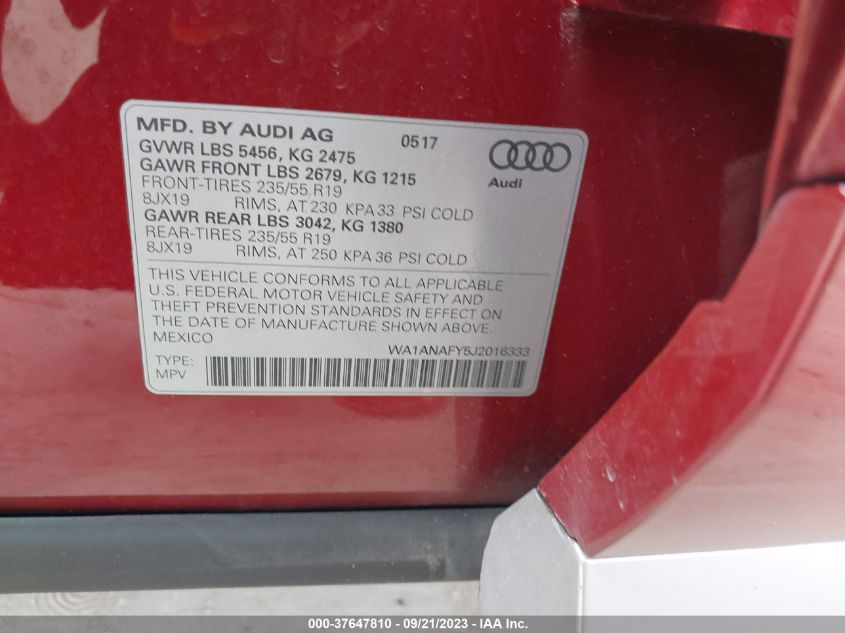 MFD. BY AUDI AG 0517
GVWR LBS 5456, KG 2475
GAWR FRONT LBS 2679, KG 1215
FRONT-TIRES 235/55 R19
8JX19 RIMS, AT 230 KPA 33 PSI COLD
GAWR REAR LBS 3042, KG 1380
REAR-TIRES 235/55 R19
8JX19 RIMS, AT 250 KPA 36 PSI COLD
Audi
THIS VEHICLE CONFORMS TO ALL APPLICABLE
U.S. FEDERAL MOTOR VEHICLE SAFETY AND
THEFT PREVENTION STANDARDS IN EFFECT ON
THE DATE OF MANUFACTURE SHOWN ABOVE.
MEXICO
WA1ANAFY5J2016333
TYPE:
MPV
000-37647810 - 09/21/2023 - IAA Inc.